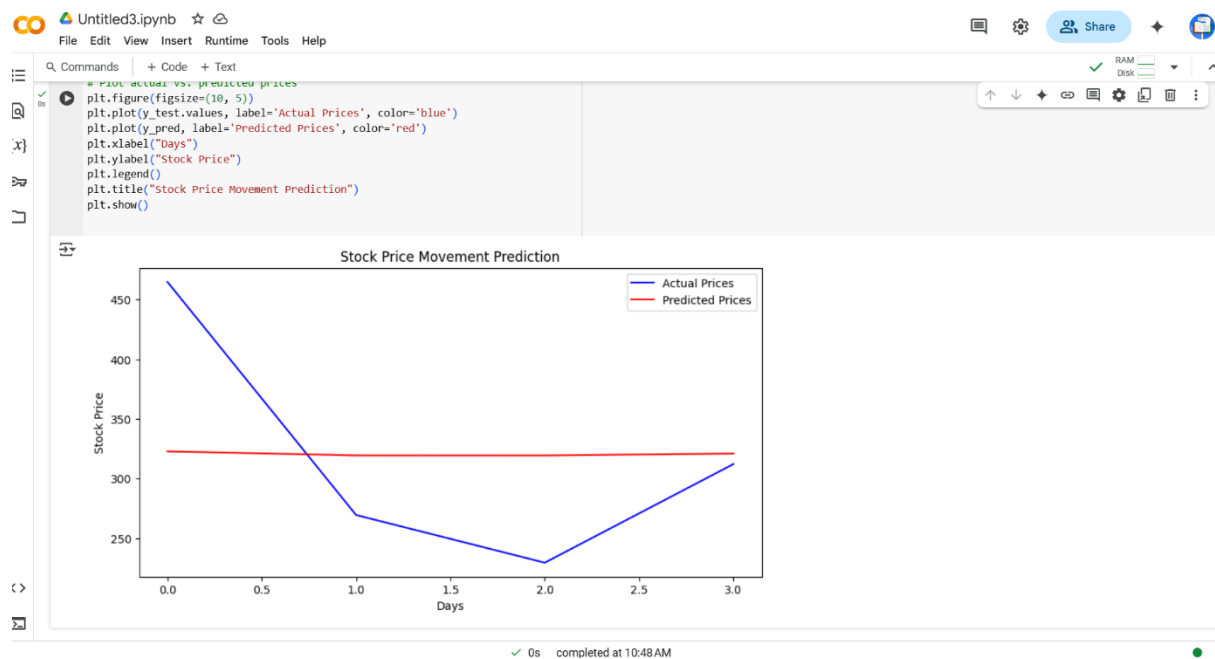 CO
Untitled3.ipynb
File Edit View Insert Runtime Tools Help
Share
Commands + Code + Text
RAM
Disk
0s
# Plot actual vs. predicted prices
plt.figure(figsize=(10, 5))
plt.plot(y_test.values, label='Actual Prices', color='blue')
plt.plot(y_pred, label='Predicted Prices', color='red')
plt.xlabel("Days")
plt.ylabel("Stock Price")
plt.legend()
plt.title("Stock Price Movement Prediction")
plt.show()
{x}
Stock Price Movement Prediction
Actual Prices
Predicted Prices
450
400
350
300
250
Stock Price
0.0 0.5 1.0 1.5 2.0 2.5 3.0
Days
0s completed at 10:48 AM